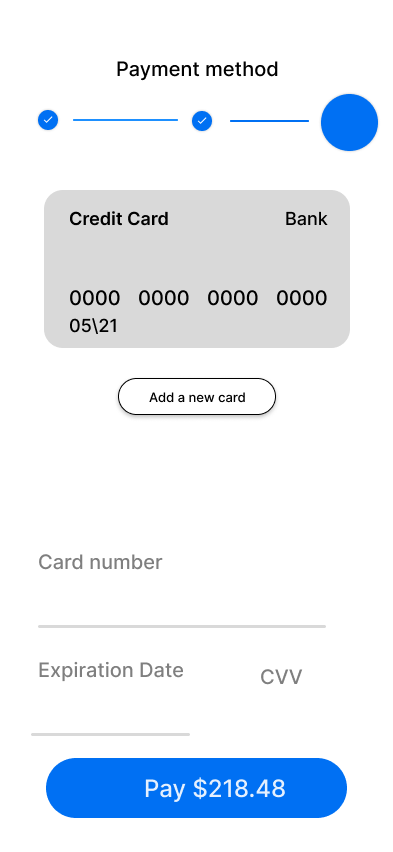 Payment method
Credit Card Bank
0000 0000 0000 0000
05\21
Add a new card
Card number
Expiration Date CVV
Pay $218.48